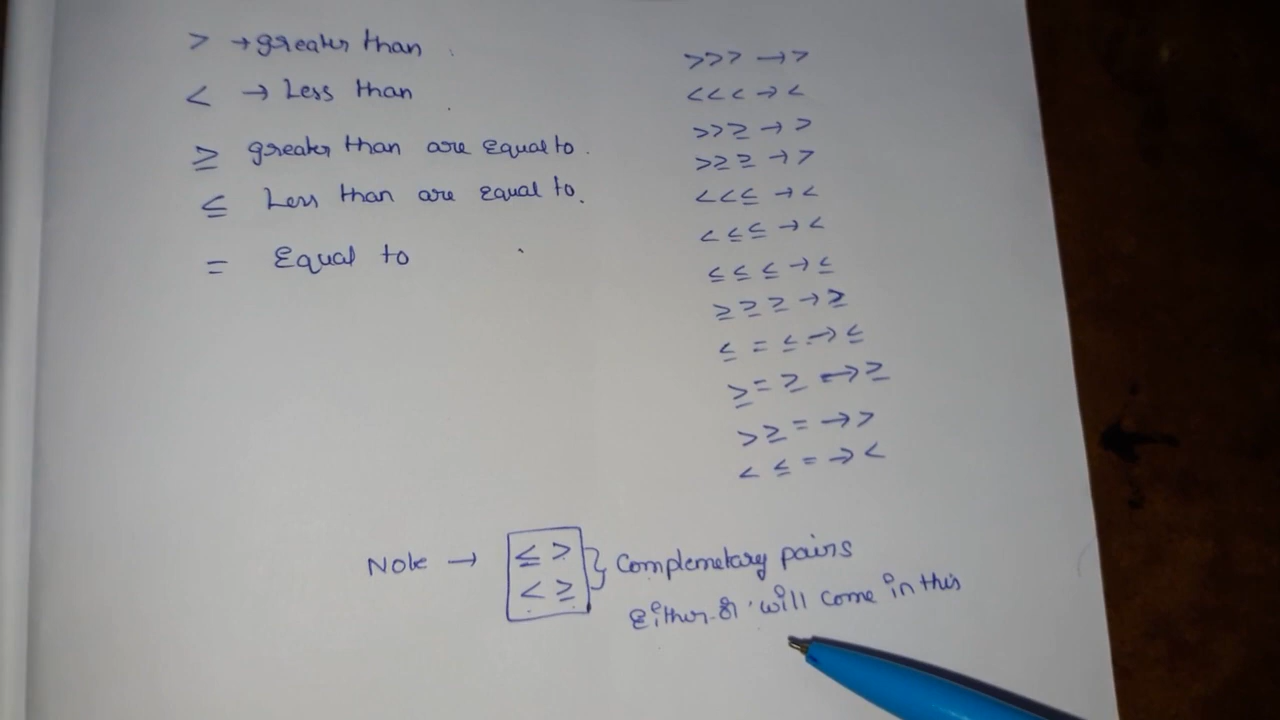 > → greater than
< → Less than
≥ greater than are Equal to.
≤ Less than are equal to.
= Equal to
>>> → >
<<< → <
>>≥ → >
>≥≥ → >
<<≤ → <
<≤≤ → <
≤≤≤ → ≤
≥≥≥ → ≥
≤ = ≤ → ≤
≥ = ≥ → ≥
>≥ = → >
< ≤ = → <
Note → ≤ > } Complemetary pairs
< ≥
Either or will come in this